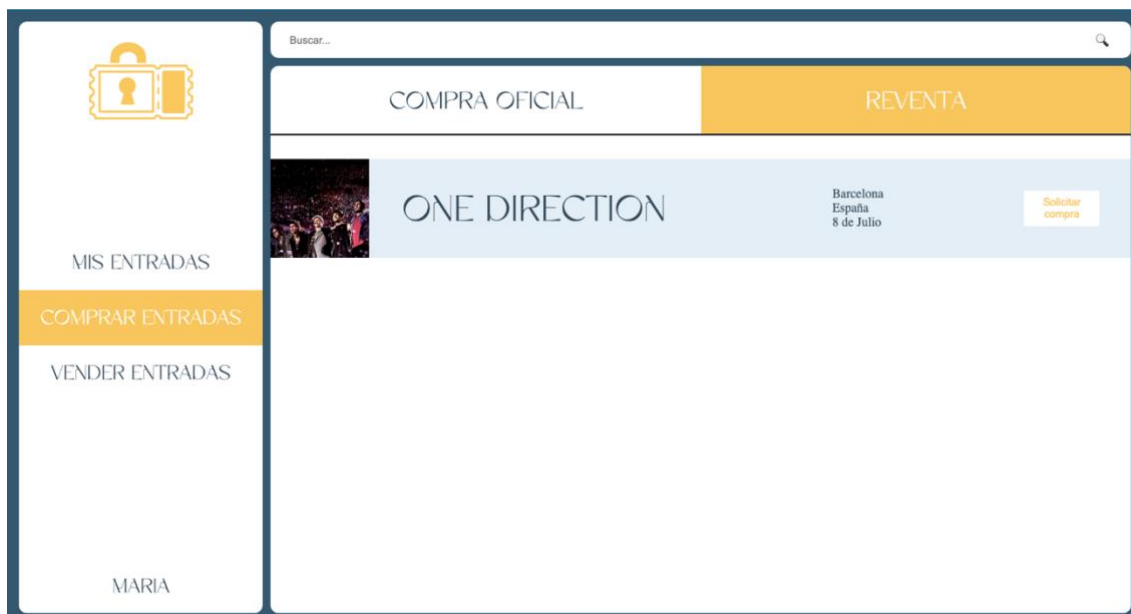 Buscar...
COMPRA OFICIAL
REVENTA
ONE DIRECTION
Barcelona
España
8 de Julio
Solicitar
compra
MIS ENTRADAS
COMPRAR ENTRADAS
VENDER ENTRADAS
MARIA